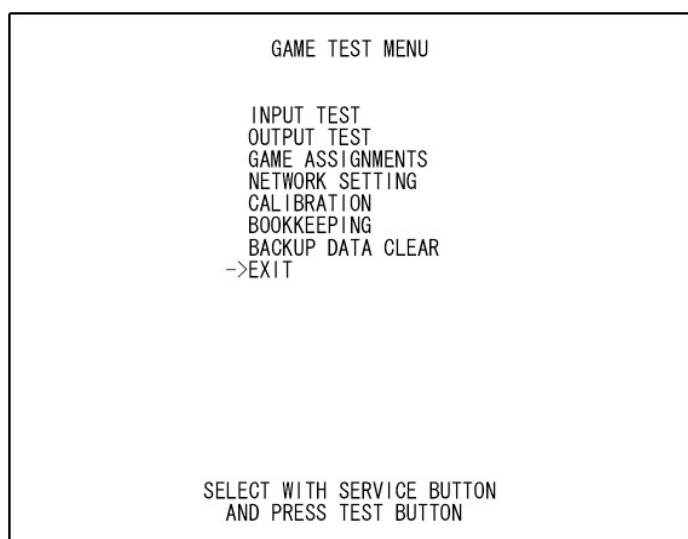 GAME TEST MENU
INPUT TEST
OUTPUT TEST
GAME ASSIGNMENTS
NETWORK SETTING
CALIBRATION
BOOKKEEPING
BACKUP DATA CLEAR
->EXIT
SELECT WITH SERVICE BUTTON
AND PRESS TEST BUTTON